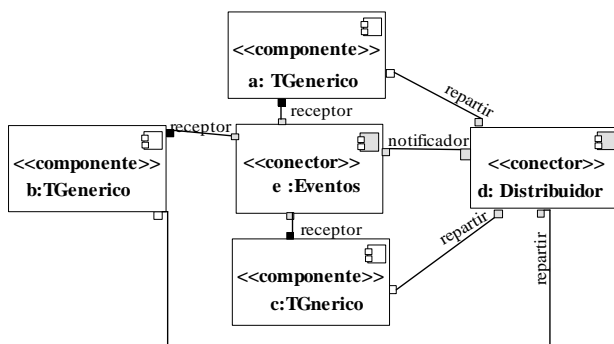 <<componente>>
a: TGenerico
repartir
receptor
receptor
notificador
<<componente>>
b:TGenerico
<<conector>>
e :Eventos
<<conector>>
d: Distribuidor
receptor
repartir
repartir
<<componente>>
c:TGnerico